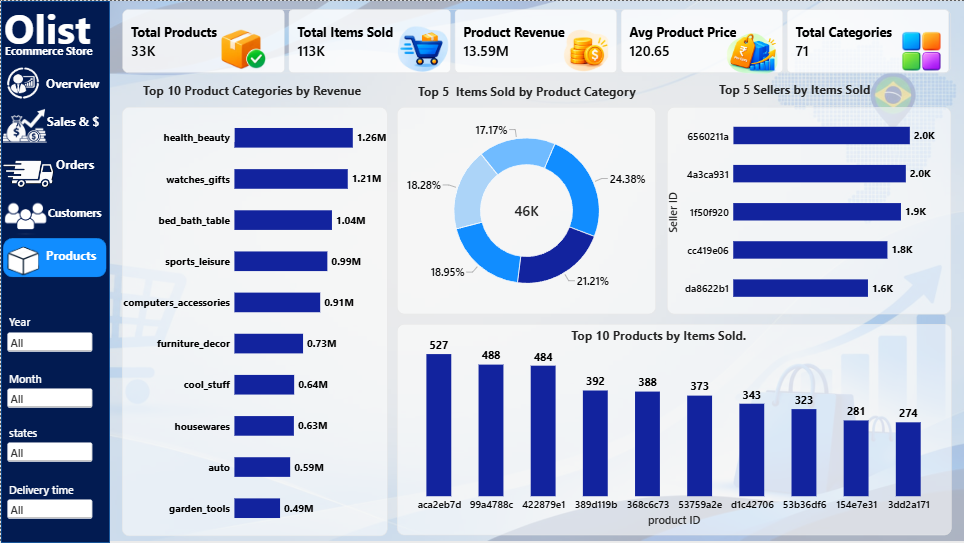 Olist
Ecommerce Store
Overview
Sales & $
Orders
Customers
Products
Year
All
Month
All
states
All
Delivery time
All
Total Products
33K
Total Items Sold
113K
Product Revenue
13.59M
Avg Product Price
120.65
Total Categories
71
Top 10 Product Categories by Revenue
health_beauty 1.26M
watches_gifts 1.21M
bed_bath_table 1.04M
sports_leisure 0.99M
computers_accessories 0.91M
furniture_decor 0.73M
cool_stuff 0.64M
housewares 0.63M
auto 0.59M
garden_tools 0.49M
Top 5 Items Sold by Product Category
17.17%
24.38%
18.28%
46K
18.95%
21.21%
Top 5 Sellers by Items Sold
Seller ID
6560211a 2.0K
4a3ca931 2.0K
1f50f920 1.9K
cc419e06 1.8K
da8622b1 1.6K
Top 10 Products by Items Sold.
527 488 484 392 388 373 343 323 281 274
aca2eb7d 99a4788c 422879e1 389d119b 368c6c73 53759a2e d1c42706 53b36df6 154e7e31 3dd2a171
product ID